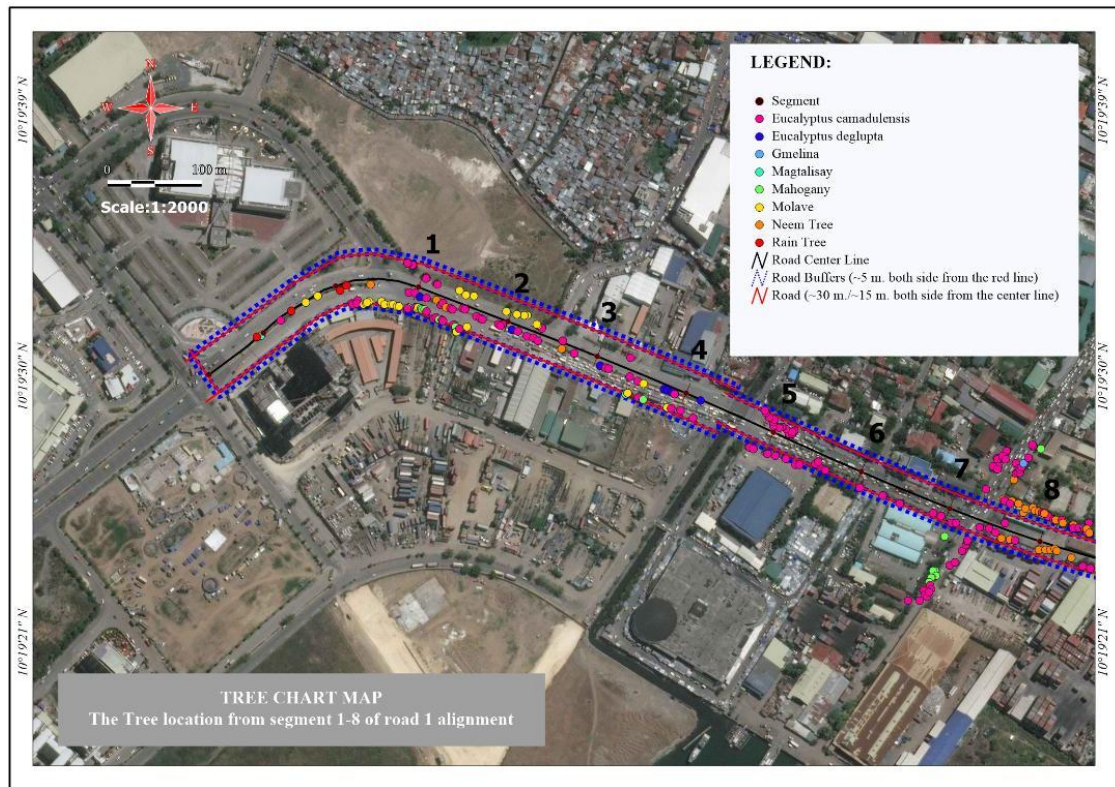 N
W E
S
0 100 m
Scale:1:2000
LEGEND:
Segment
Eucalyptus camadulensis
Eucalyptus deglupta
Gmelina
Magtalisay
Mahogany
Molave
Neem Tree
Rain Tree
Road Center Line
Road Buffers (~5 m. both side from the red line)
Road (~30 m./~15 m. both side from the center line)
10°19'39" N
10°19'39" N
1
2
3
4
5
6
7
8
10°19'30" N
10°19'30" N
10°19'21" N
10°19'21" N
TREE CHART MAP
The Tree location from segment 1-8 of road 1 alignment